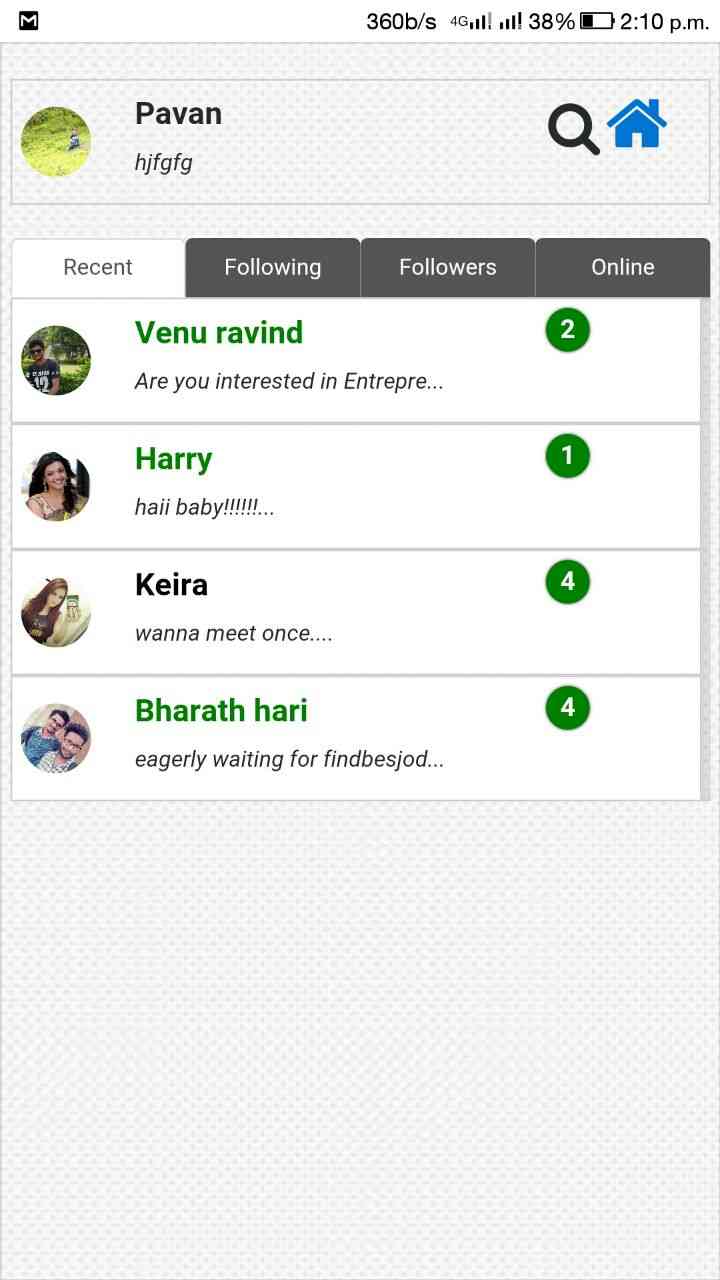 360b/s 4G 38% 2:10 p.m.
Pavan
hjfgfg
Recent Following Followers Online
Venu ravind 2
Are you interested in Entrepre...
Harry 1
haii baby!!!!!!...
Keira 4
wanna meet once....
Bharath hari 4
eagerly waiting for findbesjod...